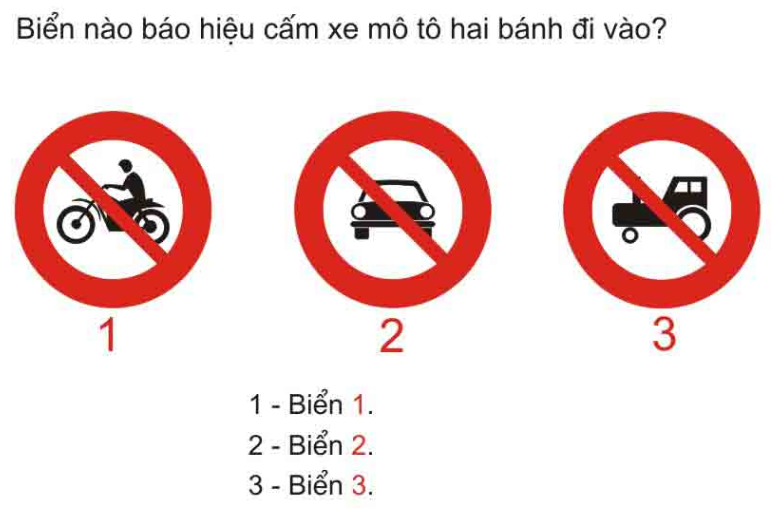 Biển nào báo hiệu cấm xe mô tô hai bánh đi vào?
1 2 3
1 - Biển 1.
2 - Biển 2.
3 - Biển 3.